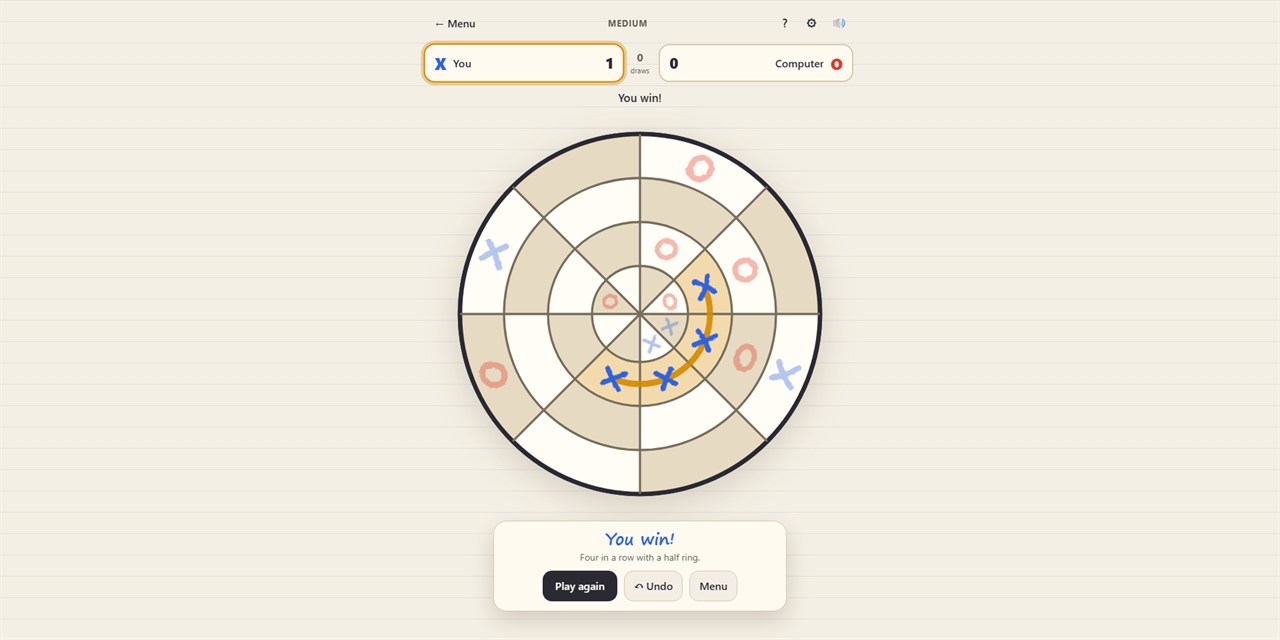 ← Menu
MEDIUM
?
X You 1
0
draws
0 Computer O
You win!
You win!
Four in a row with a half ring.
Play again
↶ Undo
Menu